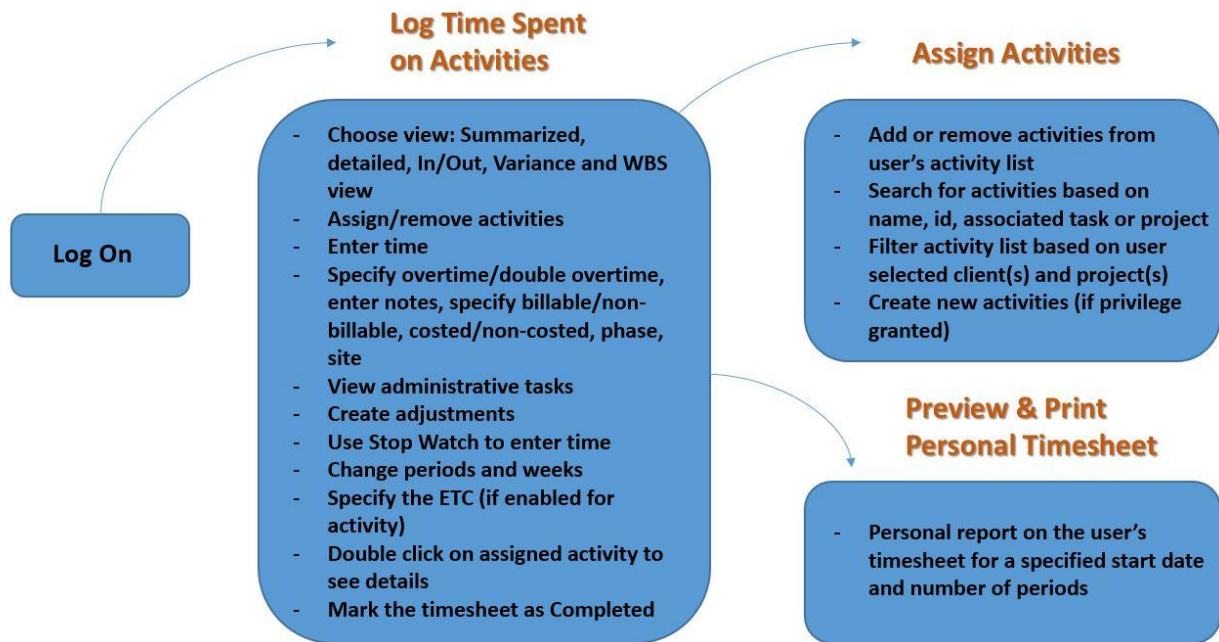 Log On
Log Time Spent
on Activities
- Choose view: Summarized,
detailed, In/Out, Variance and WBS
view
- Assign/remove activities
- Enter time
- Specify overtime/double overtime,
enter notes, specify billable/non-
billable, costed/non-costed, phase,
site
- View administrative tasks
- Create adjustments
- Use Stop Watch to enter time
- Change periods and weeks
- Specify the ETC (if enabled for
activity)
- Double click on assigned activity to
see details
- Mark the timesheet as Completed
Assign Activities
- Add or remove activities from
user’s activity list
- Search for activities based on
name, id, associated task or project
- Filter activity list based on user
selected client(s) and project(s)
- Create new activities (if privilege
granted)
Preview & Print
Personal Timesheet
- Personal report on the user’s
timesheet for a specified start date
and number of periods